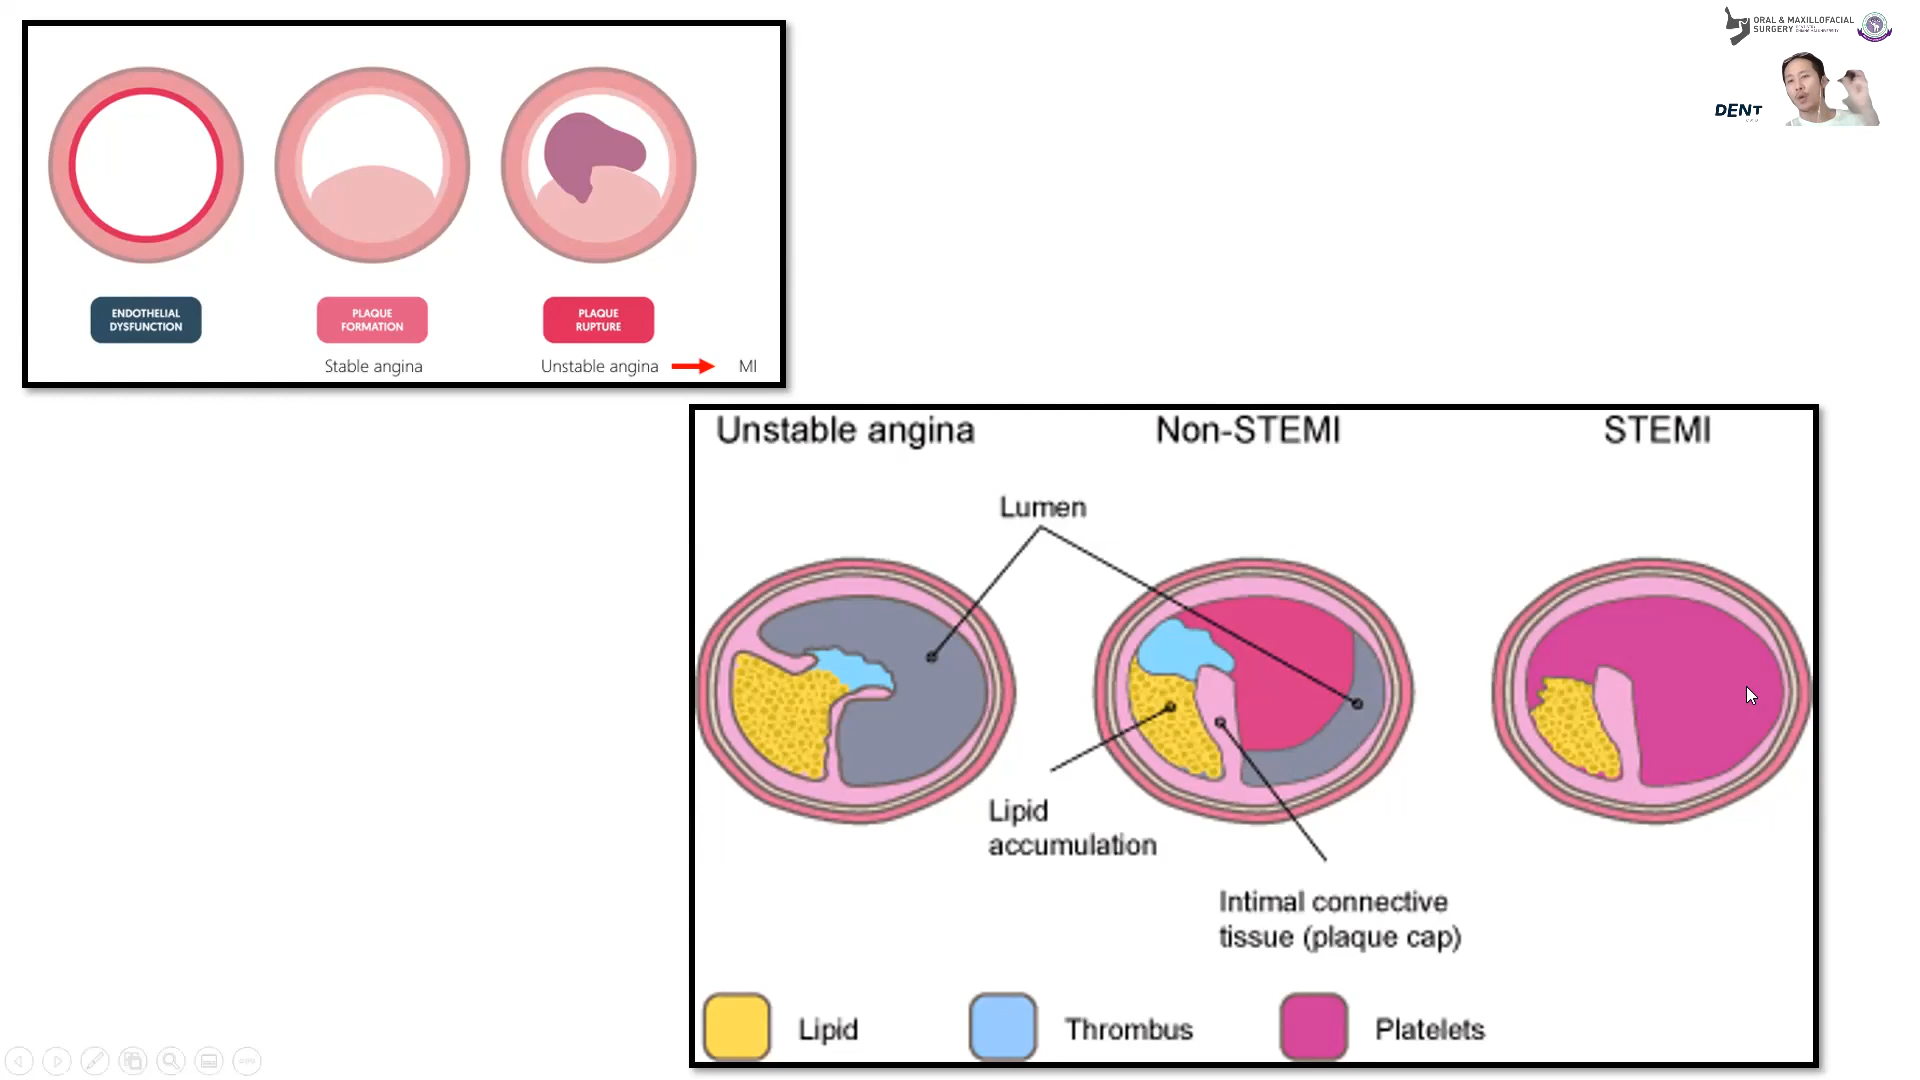 ORAL & MAXILLOFACIAL
SURGERY
DENT
ENDOTHELIAL
DYSFUNCTION
PLAQUE
FORMATION
PLAQUE
RUPTURE
Stable angina
Unstable angina
MI
Unstable angina
Non-STEMI
STEMI
Lumen
Lipid
accumulation
Intimal connective
tissue (plaque cap)
Lipid
Thrombus
Platelets